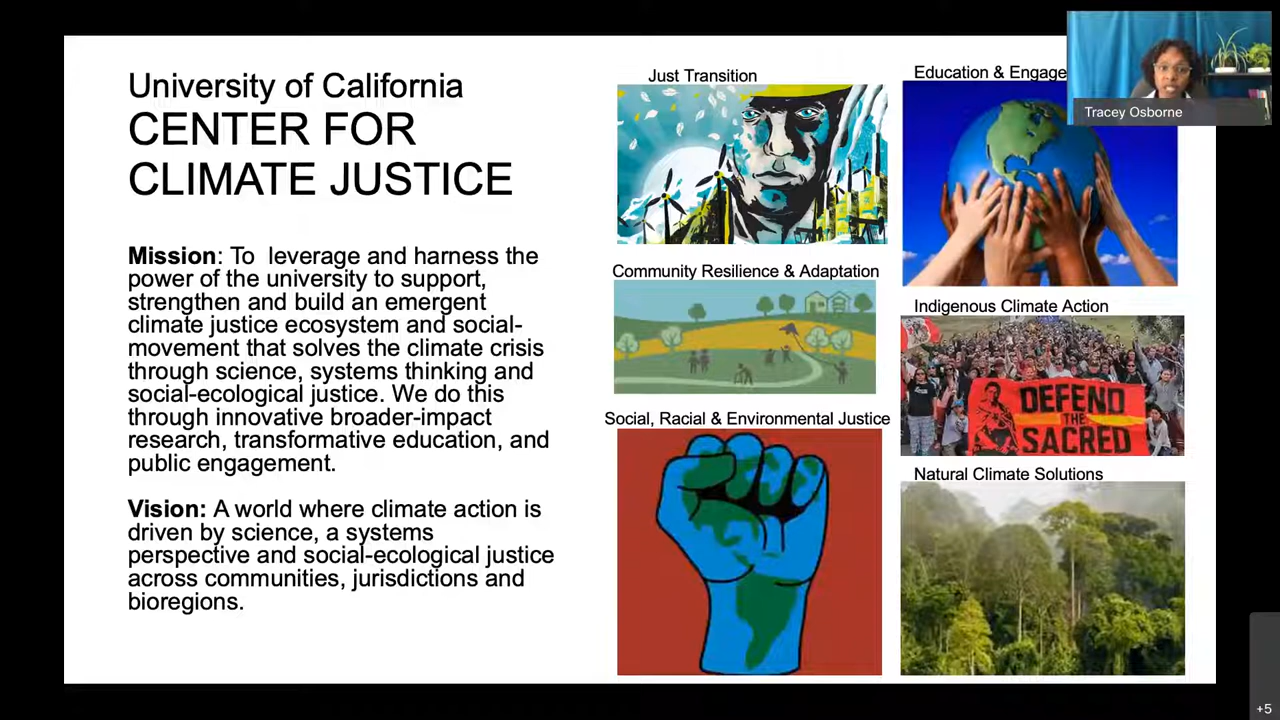 University of California
CENTER FOR
CLIMATE JUSTICE
Mission: To  leverage and harness the
power of the university to support,
strengthen and build an emergent
climate justice ecosystem and social-
movement that solves the climate crisis
through science, systems thinking and
social-ecological justice. We do this
through innovative broader-impact
research, transformative education, and
public engagement.
Vision: A world where climate action is
driven by science, a systems
perspective and social-ecological justice
across communities, jurisdictions and
bioregions.
Just Transition
Community Resilience & Adaptation
Social, Racial & Environmental Justice
Education & Engage
Indigenous Climate Action
DEFEND
THE
SACRED
Natural Climate Solutions
Tracey Osborne
+5